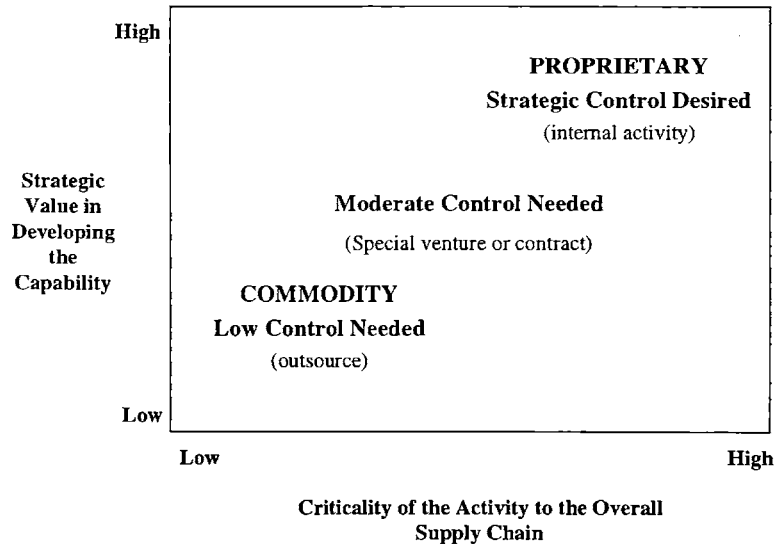 High
PROPRIETARY
Strategic Control Desired
(internal activity)
Strategic
Value in
Developing
the
Capability
Moderate Control Needed
(Special venture or contract)
COMMODITY
Low Control Needed
(outsource)
Low
Low
High
Criticality of the Activity to the Overall
Supply Chain